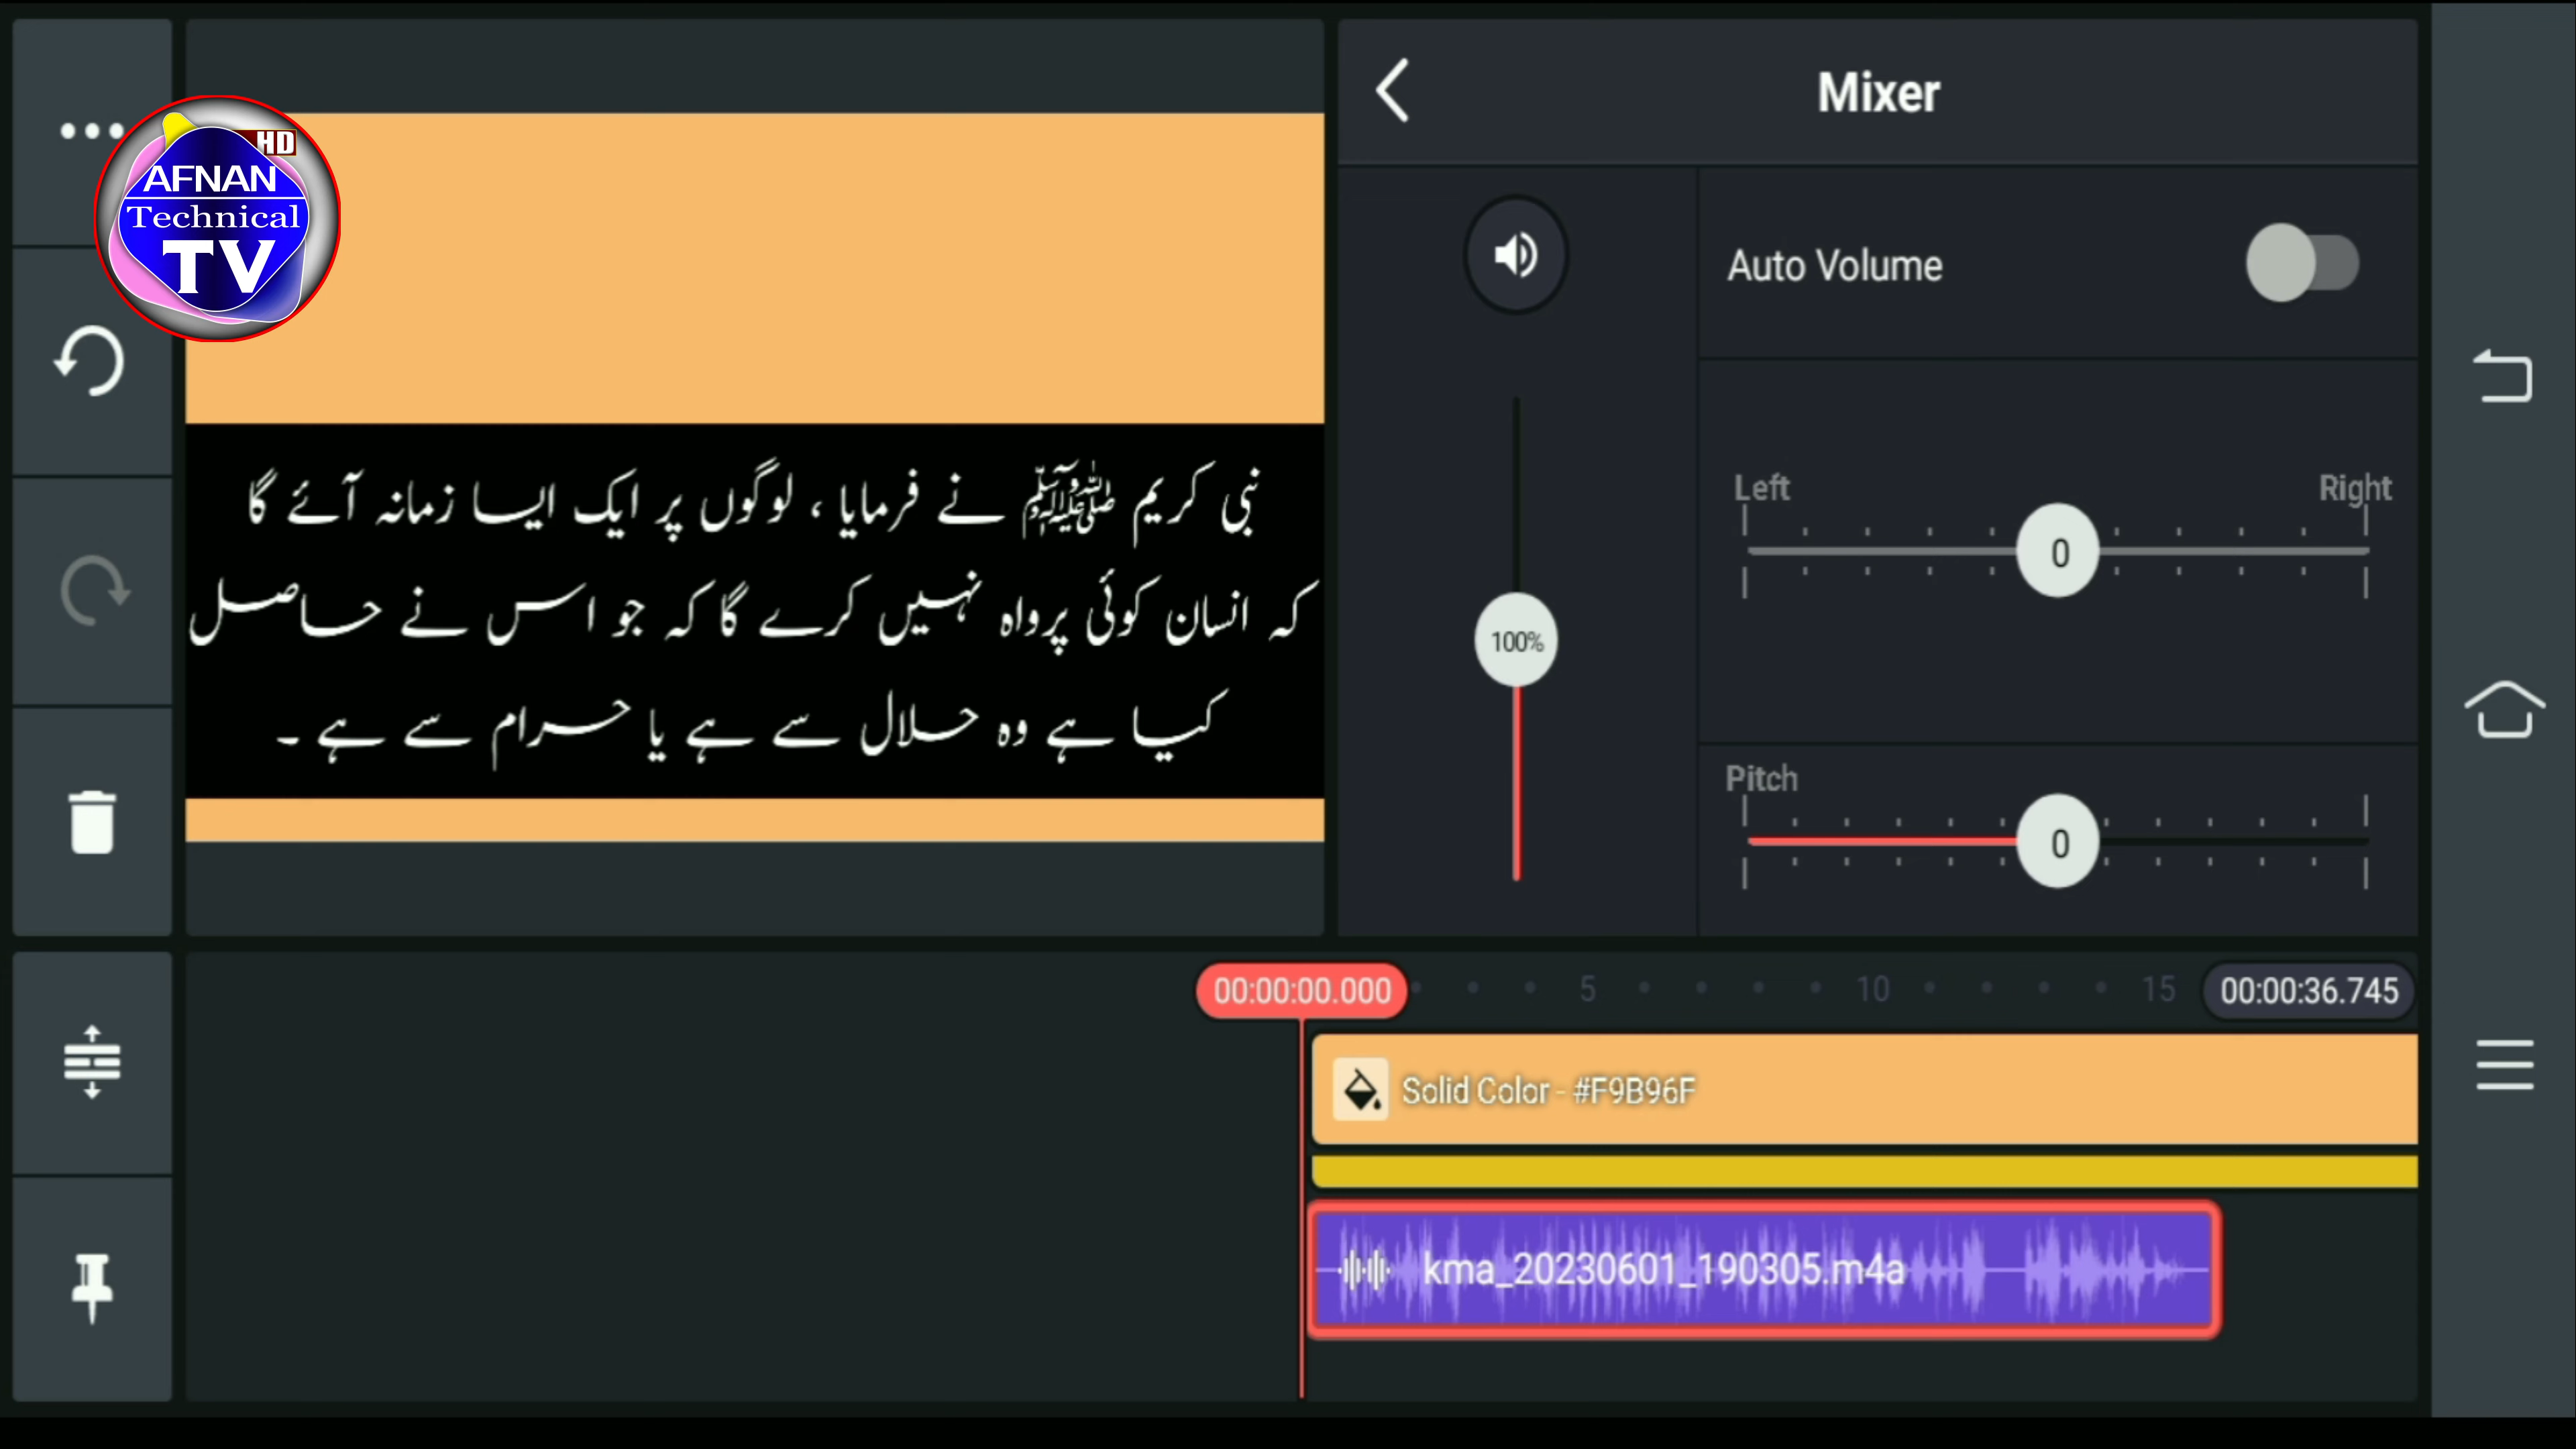 HD
AFNAN
Technical
TV
نبی کریم ﷺ نے فرمایا ، لوگوں پر ایک ایسا زمانہ آئے گا
کہ انسان کوئی پرواہ نہیں کرے گا کہ جو اس نے حاصل
کیا ہے وہ حلال سے ہے یا حرام سے ہے ۔
Mixer
Auto Volume
Left Right
0
100%
Pitch
0
00:00:00.000 5 10 15 00:00:36.745
Solid Color - #F9B96F
kma_20230601_190305.m4a